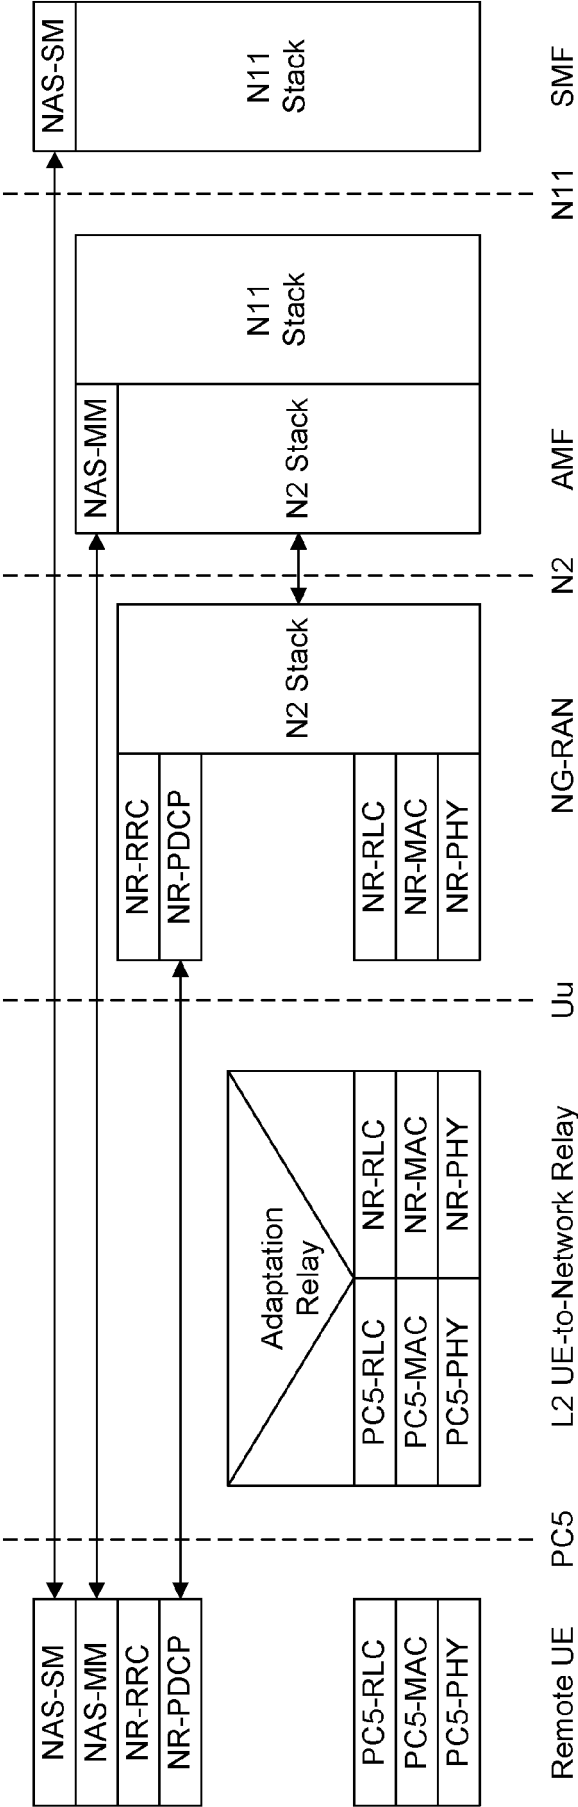 NAS-SM
NAS-MM
NR-RRC
NR-PDCP
PC5-RLC
PC5-MAC
PC5-PHY
Remote UE
PC5
Adaptation
Relay
PC5-RLC
NR-RLC
PC5-MAC
NR-MAC
PC5-PHY
NR-PHY
L2 UE-to-Network Relay
Uu
NR-RRC
NR-PDCP
N2 Stack
NR-RLC
NR-MAC
NR-PHY
NG-RAN
N2
NAS-MM
N2 Stack
N11
Stack
AMF
N11
NAS-SM
N11
Stack
SMF